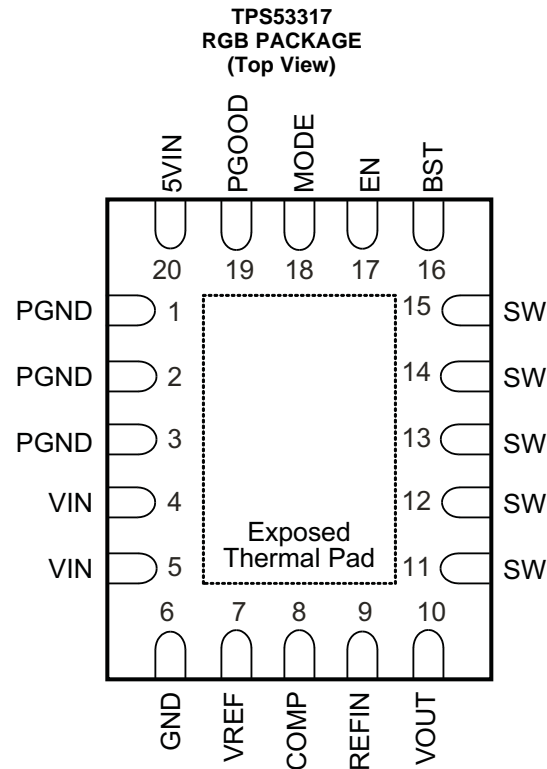 TPS53317
RGB PACKAGE
(Top View)
5VIN
PGOOD
MODE
EN
BST
20
19
18
17
16
PGND
1
15
SW
PGND
2
14
SW
PGND
3
13
SW
VIN
4
12
SW
VIN
5
11
SW
Exposed
Thermal Pad
6
7
8
9
10
GND
VREF
COMP
REFIN
VOUT